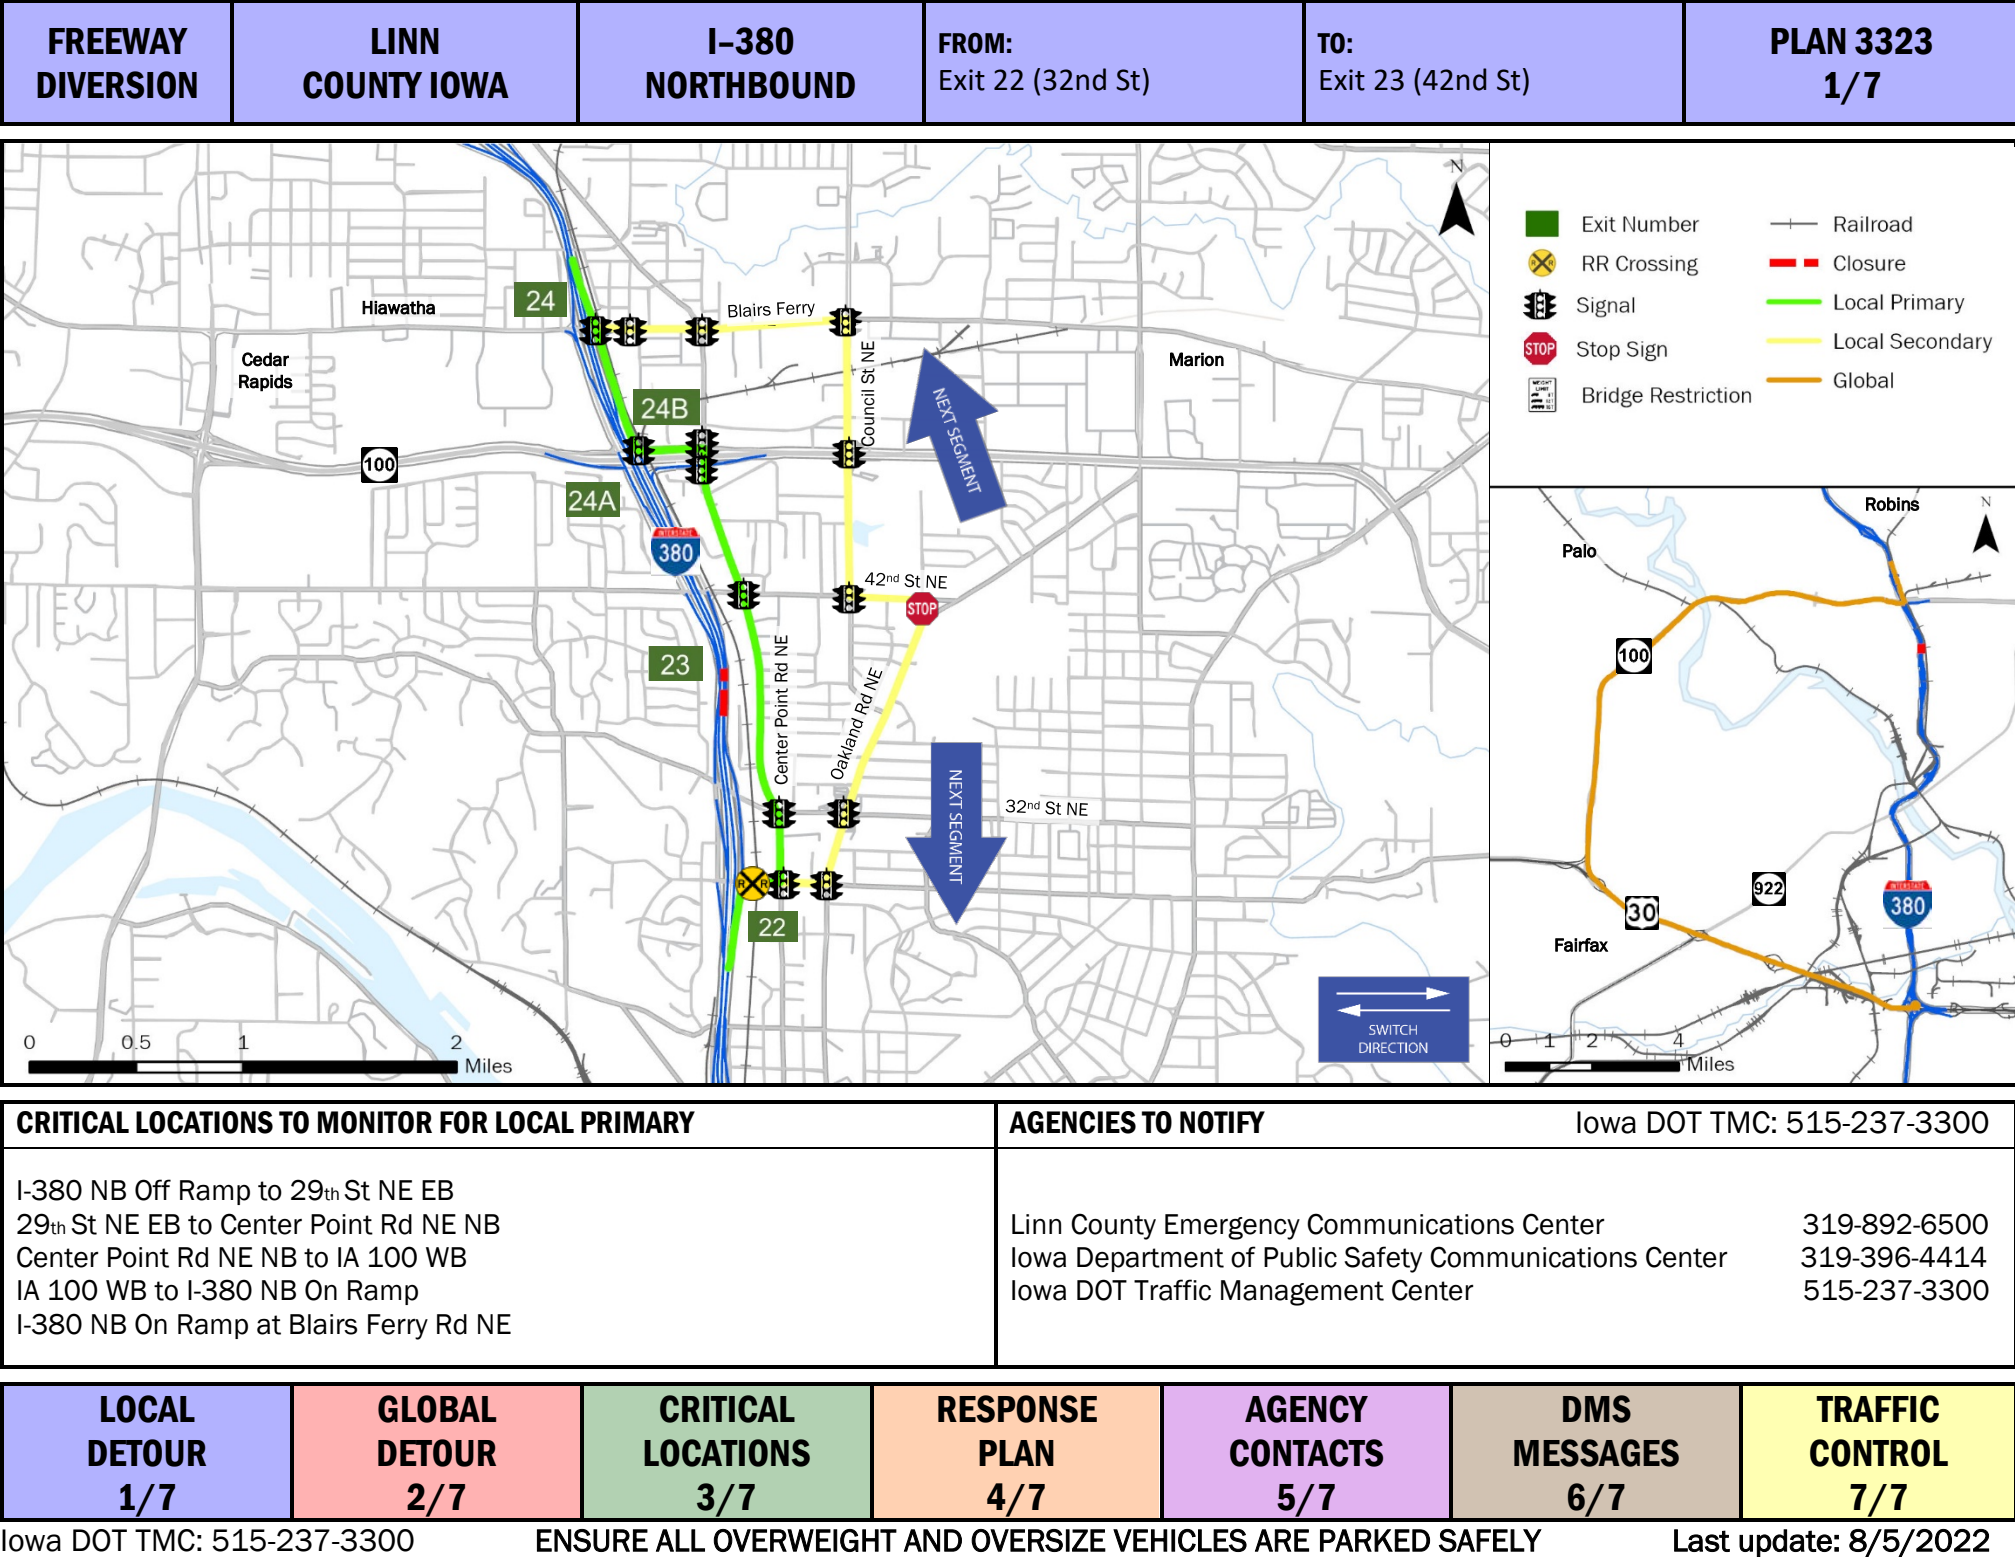 FREEWAY
DIVERSION
LINN
COUNTY IOWA
I–380
NORTHBOUND
FROM:
Exit 22 (32nd St)
TO:
Exit 23 (42nd St)
PLAN 3323
1/7
N
24
Hiawatha
Blairs Ferry
Cedar
Rapids
Council St NE
Marion
24B
NEXT SEGMENT
100
24A
INTERSTATE
380
42nd St NE
STOP
23
Center Point Rd NE
Oakland Rd NE
NEXT SEGMENT
32nd St NE
R R
22
SWITCH
DIRECTION
0 0.5 1 2
Miles
Exit Number
Railroad
R R
RR Crossing
Closure
Signal
Local Primary
STOP
Stop Sign
Local Secondary
WEIGHT
LIMIT
Bridge Restriction
Global
Robins
N
Palo
100
922
30
INTERSTATE
380
Fairfax
0 1 2 4
Miles
CRITICAL LOCATIONS TO MONITOR FOR LOCAL PRIMARY
I-380 NB Off Ramp to 29th St NE EB
29th St NE EB to Center Point Rd NE NB
Center Point Rd NE NB to IA 100 WB
IA 100 WB to I-380 NB On Ramp
I-380 NB On Ramp at Blairs Ferry Rd NE
AGENCIES TO NOTIFY Iowa DOT TMC: 515-237-3300
Linn County Emergency Communications Center 319-892-6500
Iowa Department of Public Safety Communications Center 319-396-4414
Iowa DOT Traffic Management Center 515-237-3300
LOCAL
DETOUR
1/7
GLOBAL
DETOUR
2/7
CRITICAL
LOCATIONS
3/7
RESPONSE
PLAN
4/7
AGENCY
CONTACTS
5/7
DMS
MESSAGES
6/7
TRAFFIC
CONTROL
7/7
Iowa DOT TMC: 515-237-3300 ENSURE ALL OVERWEIGHT AND OVERSIZE VEHICLES ARE PARKED SAFELY Last update: 8/5/2022